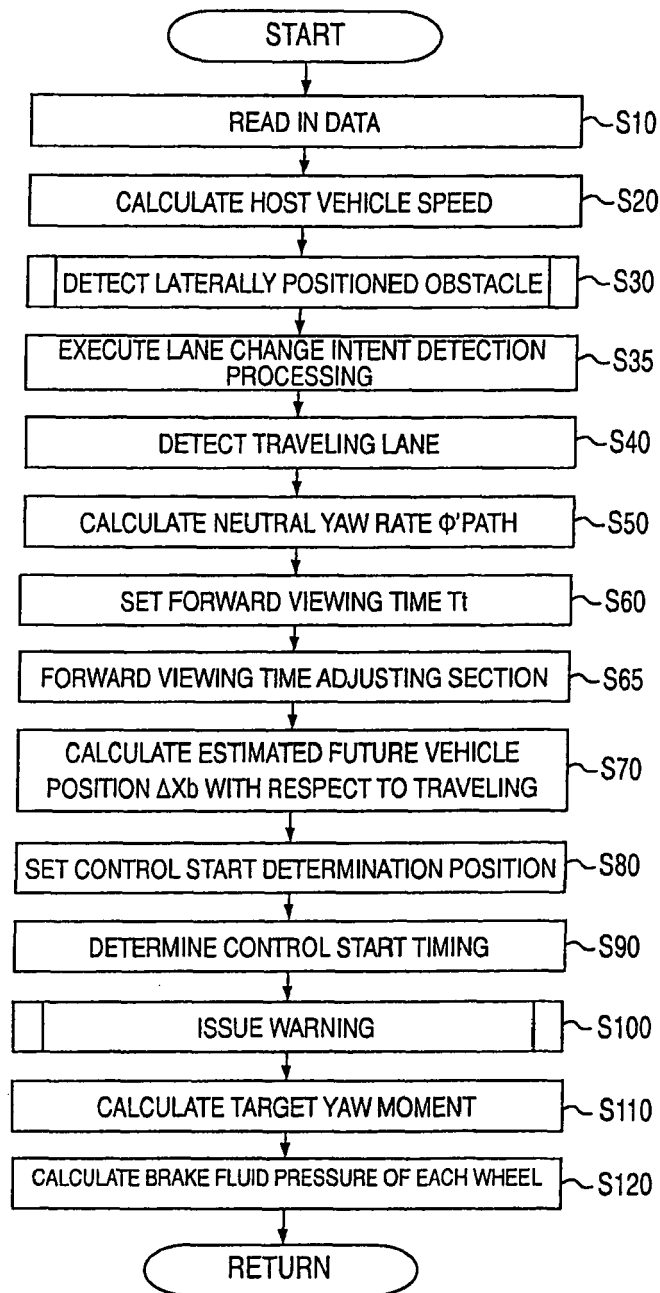 START
READ IN DATA
S10
CALCULATE HOST VEHICLE SPEED
S20
DETECT LATERALLY POSITIONED OBSTACLE
S30
EXECUTE LANE CHANGE INTENT DETECTION
PROCESSING
S35
DETECT TRAVELING LANE
S40
CALCULATE NEUTRAL YAW RATE Φ'PATH
S50
SET FORWARD VIEWING TIME Tt
S60
FORWARD VIEWING TIME ADJUSTING SECTION
S65
CALCULATE ESTIMATED FUTURE VEHICLE
POSITION ΔXb WITH RESPECT TO TRAVELING
S70
SET CONTROL START DETERMINATION POSITION
S80
DETERMINE CONTROL START TIMING
S90
ISSUE WARNING
S100
CALCULATE TARGET YAW MOMENT
S110
CALCULATE BRAKE FLUID PRESSURE OF EACH WHEEL
S120
RETURN